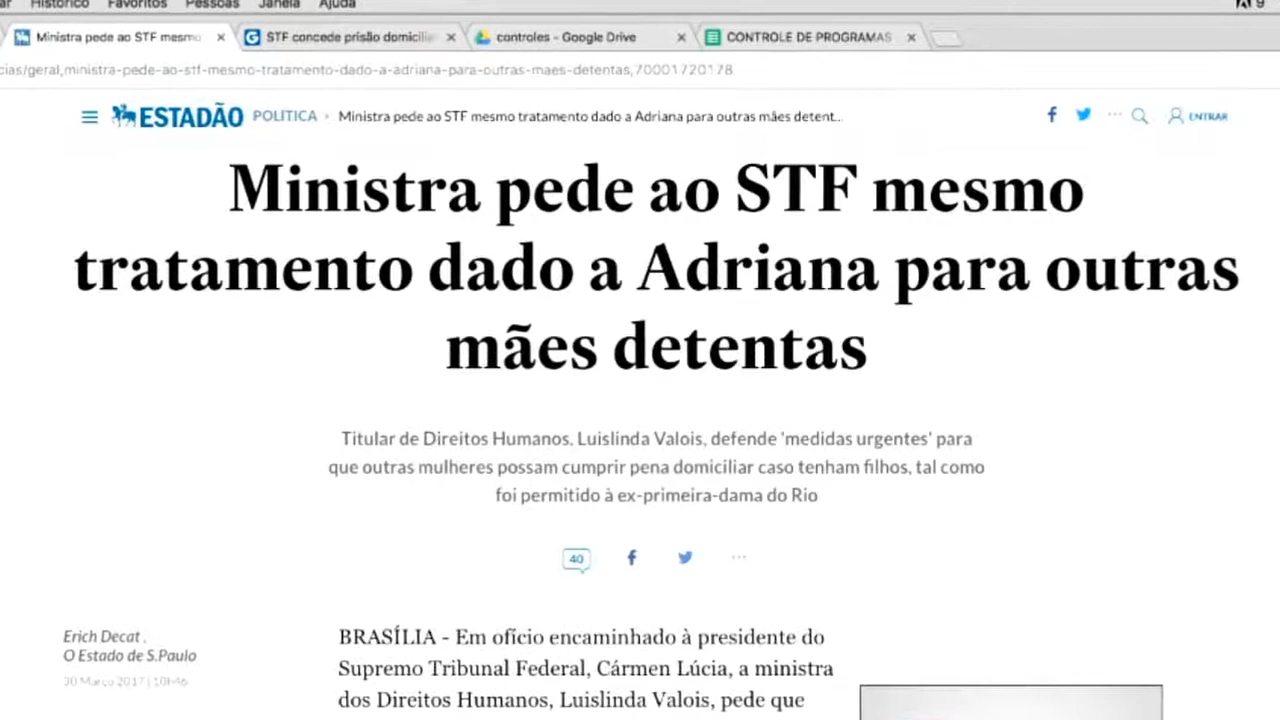 Histórico Favoritos Pessoas Janela Ajuda
Ministra pede ao STF mesmo
STF concede prisão domicilia
controles - Google Drive
CONTROLE DE PROGRAMAS
cias/geral,ministra-pede-ao-stf-mesmo-tratamento-dado-a-adriana-para-outras-maes-detentas,70001720178
ESTADÃO POLÍTICA › Ministra pede ao STF mesmo tratamento dado a Adriana para outras mães detent...
ENTRAR
Ministra pede ao STF mesmo
tratamento dado a Adriana para outras
mães detentas
Titular de Direitos Humanos, Luislinda Valois, defende 'medidas urgentes' para
que outras mulheres possam cumprir pena domiciliar caso tenham filhos, tal como
foi permitido à ex-primeira-dama do Rio
40
Erich Decat ,
O Estado de S.Paulo
30 Março 2017 | 10h46
BRASÍLIA - Em ofício encaminhado à presidente do
Supremo Tribunal Federal, Cármen Lúcia, a ministra
dos Direitos Humanos, Luislinda Valois, pede que